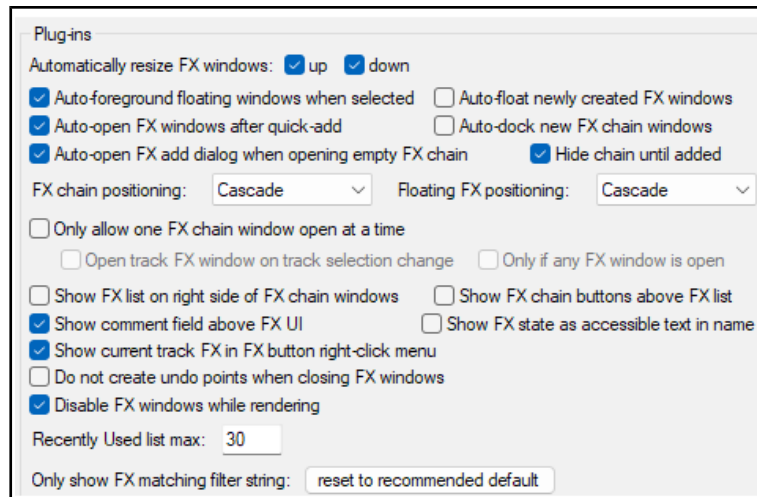 Plug-ins
Automatically resize FX windows: up down
Auto-foreground floating windows when selected Auto-float newly created FX windows
Auto-open FX windows after quick-add Auto-dock new FX chain windows
Auto-open FX add dialog when opening empty FX chain Hide chain until added
FX chain positioning: Cascade Floating FX positioning: Cascade
Only allow one FX chain window open at a time
Open track FX window on track selection change Only if any FX window is open
Show FX list on right side of FX chain windows Show FX chain buttons above FX list
Show comment field above FX UI Show FX state as accessible text in name
Show current track FX in FX button right-click menu
Do not create undo points when closing FX windows
Disable FX windows while rendering
Recently Used list max: 30
Only show FX matching filter string: reset to recommended default